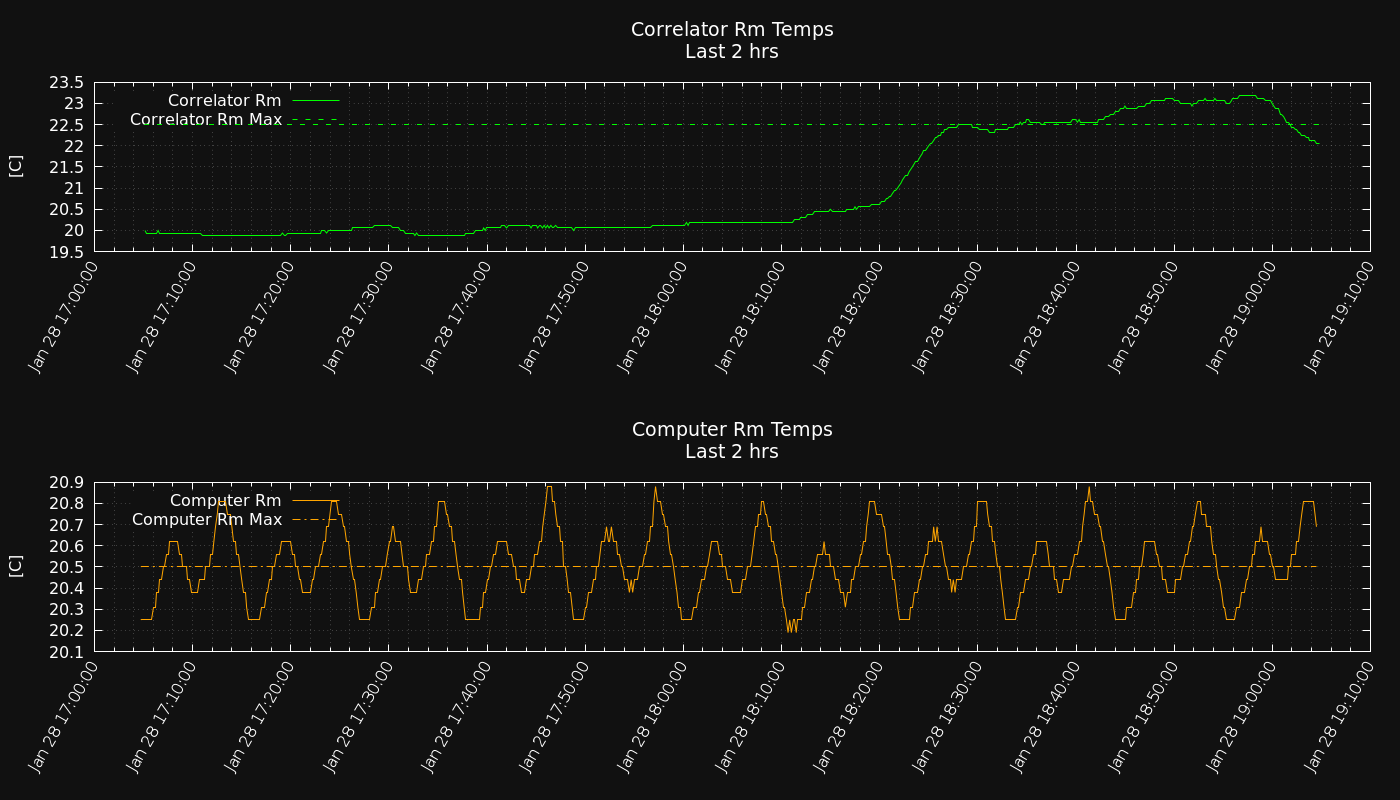 Correlator Rm Temps
Last 2 hrs
23.5
23
22.5
22
21.5
21
20.5
20
19.5
[C]
Correlator Rm
Correlator Rm Max
Jan 28 17:00:00
Jan 28 17:10:00
Jan 28 17:20:00
Jan 28 17:30:00
Jan 28 17:40:00
Jan 28 17:50:00
Jan 28 18:00:00
Jan 28 18:10:00
Jan 28 18:20:00
Jan 28 18:30:00
Jan 28 18:40:00
Jan 28 18:50:00
Jan 28 19:00:00
Jan 28 19:10:00
Computer Rm Temps
Last 2 hrs
20.9
20.8
20.7
20.6
20.5
20.4
20.3
20.2
20.1
[C]
Computer Rm
Computer Rm Max
Jan 28 17:00:00
Jan 28 17:10:00
Jan 28 17:20:00
Jan 28 17:30:00
Jan 28 17:40:00
Jan 28 17:50:00
Jan 28 18:00:00
Jan 28 18:10:00
Jan 28 18:20:00
Jan 28 18:30:00
Jan 28 18:40:00
Jan 28 18:50:00
Jan 28 19:00:00
Jan 28 19:10:00